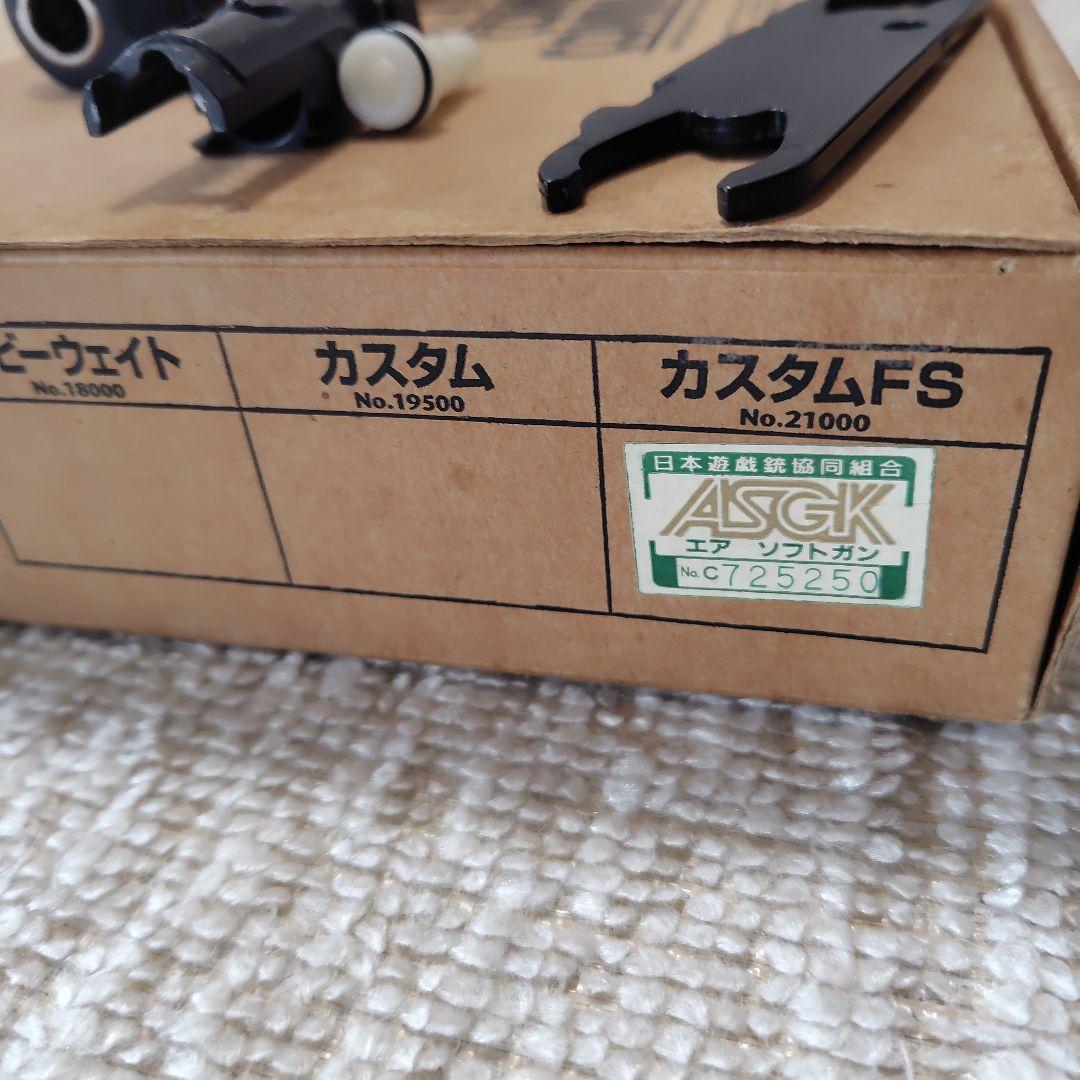 ビーウェイト
No.18000
カスタム
No.19500
カスタムFS
No.21000
日本遊戯銃協同組合
ASGK
エア ソフトガン
No. C725250